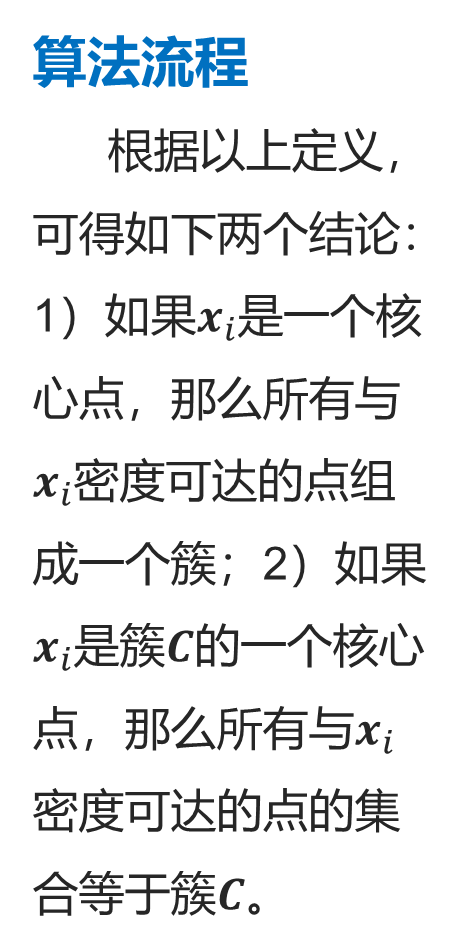 算法流程
根据以上定义，
可得如下两个结论：
1）如果xᵢ是一个核
心点，那么所有与
xᵢ密度可达的点组
成一个簇；2）如果
xᵢ是簇C的一个核心
点，那么所有与xᵢ
密度可达的点的集
合等于簇C。